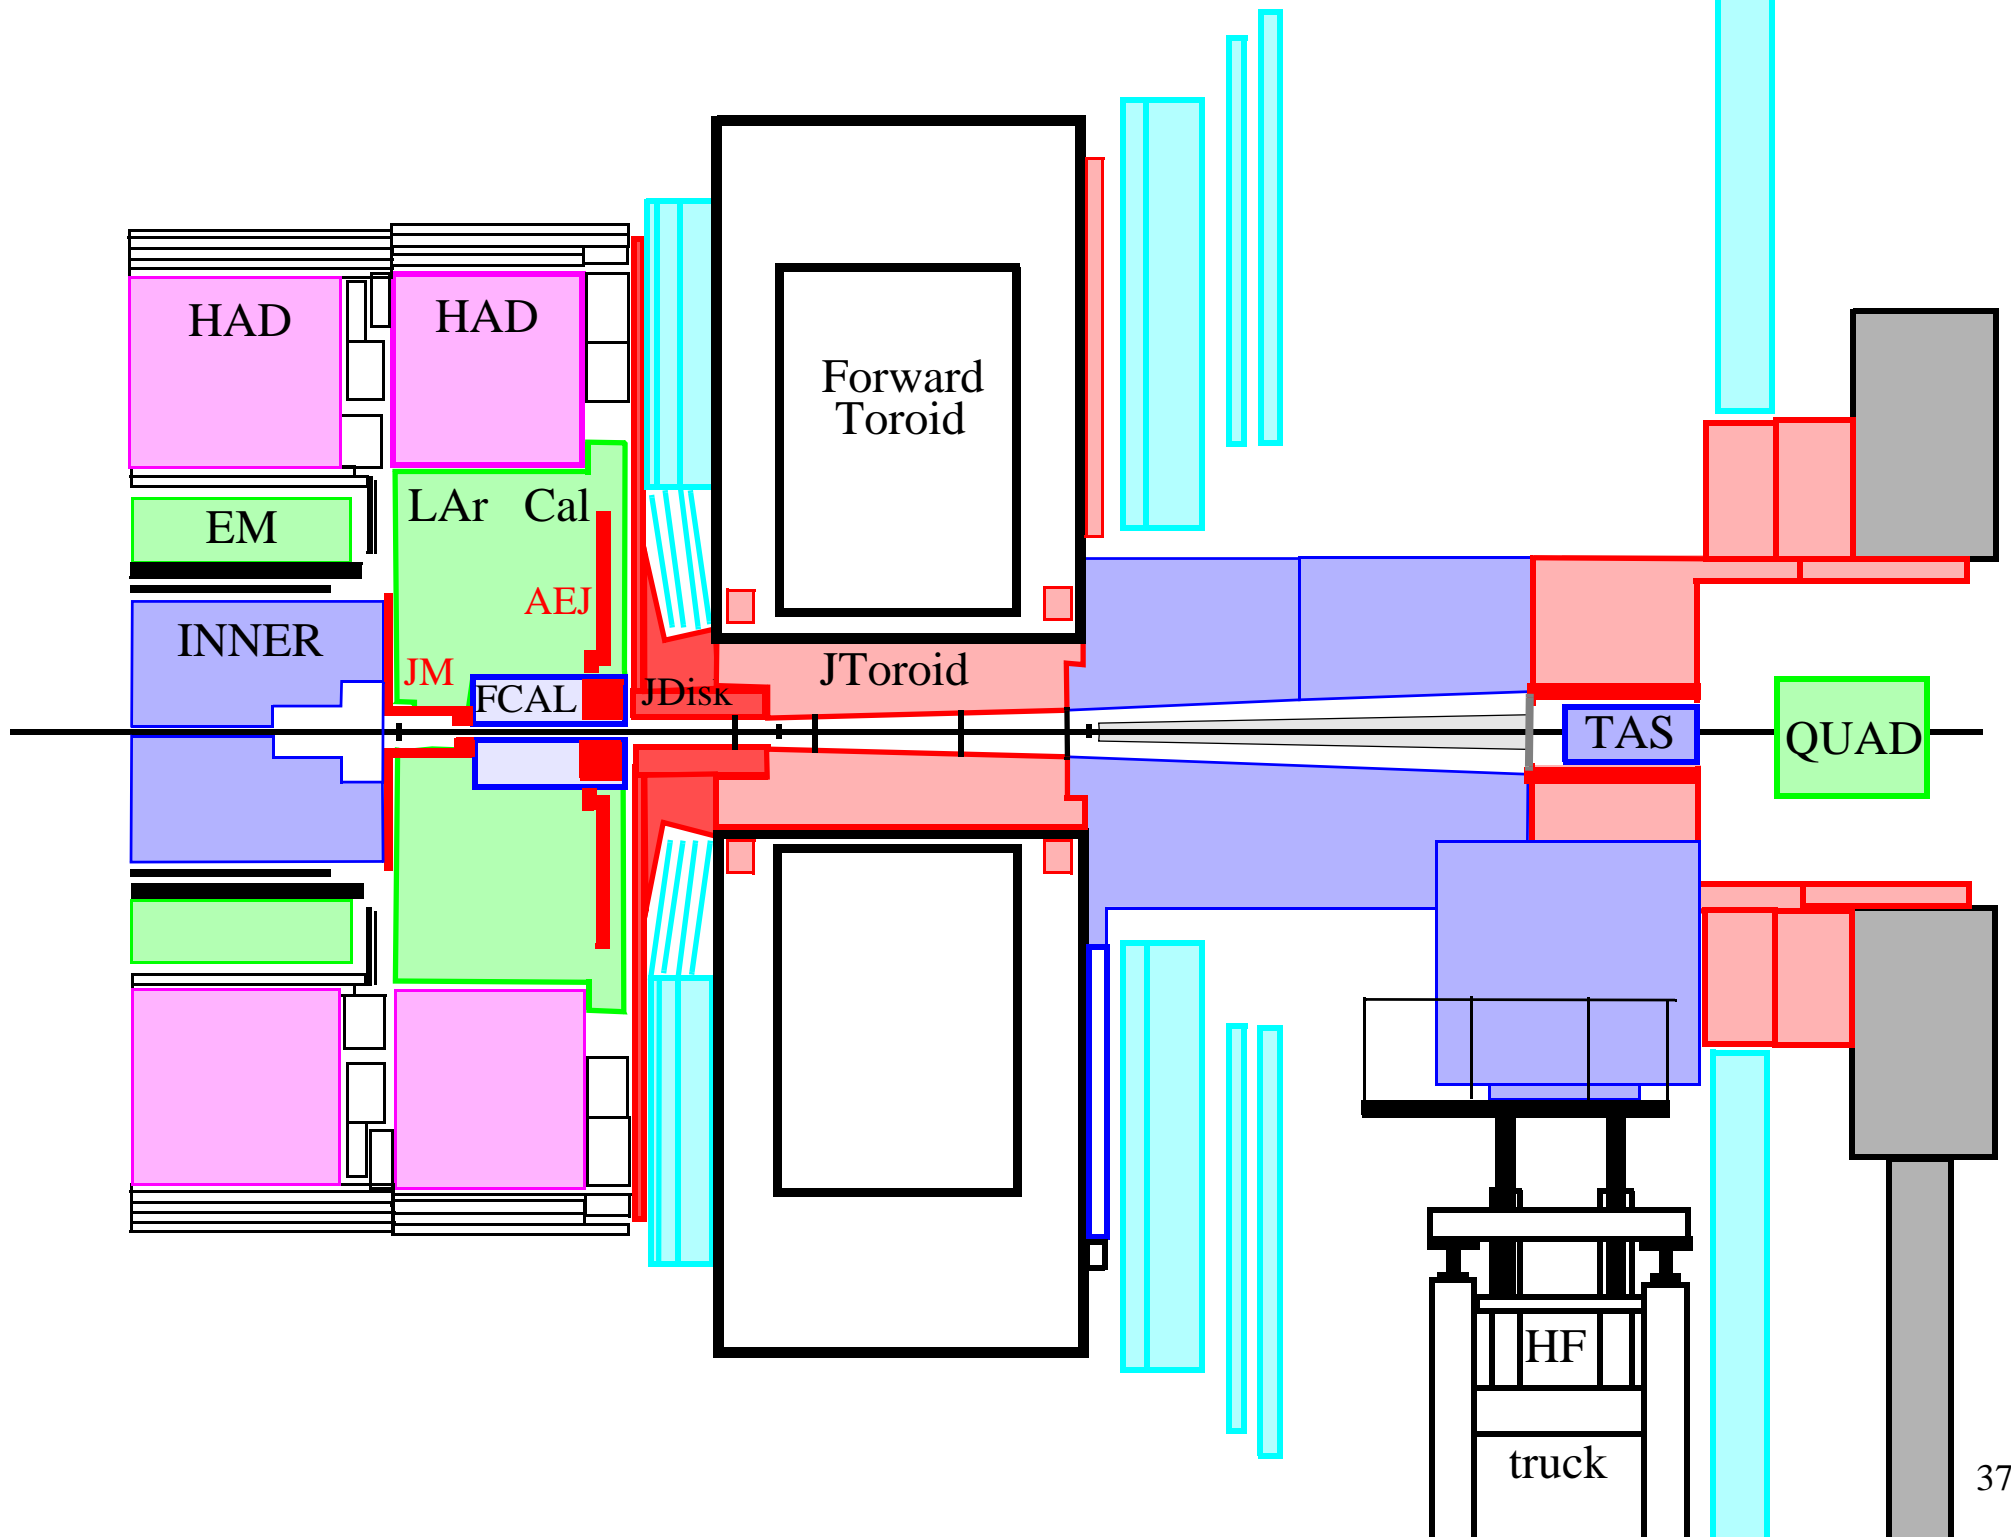 HAD
HAD
Forward
Toroid
LAr Cal
EM
AEJ
INNER
JM
FCAL
JDisk
JToroid
TAS
QUAD
HF
truck
37